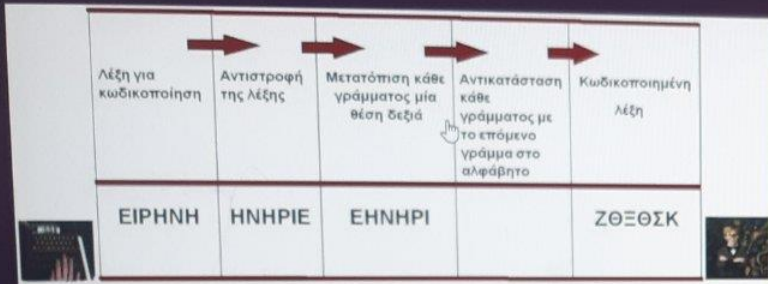 Λέξη για
κωδικοποίηση
Αντιστροφή
της λέξης
Μετατόπιση κάθε
γράμματος μία
θέση δεξιά
Αντικατάσταση
κάθε
γράμματος με
το επόμενο
γράμμα στο
αλφάβητο
Κωδικοποιημένη
λέξη
ΕΙΡΗΝΗ
ΗΝΗΡΙΕ
ΕΗΝΗΡΙ
ΖΘΞΘΣΚ